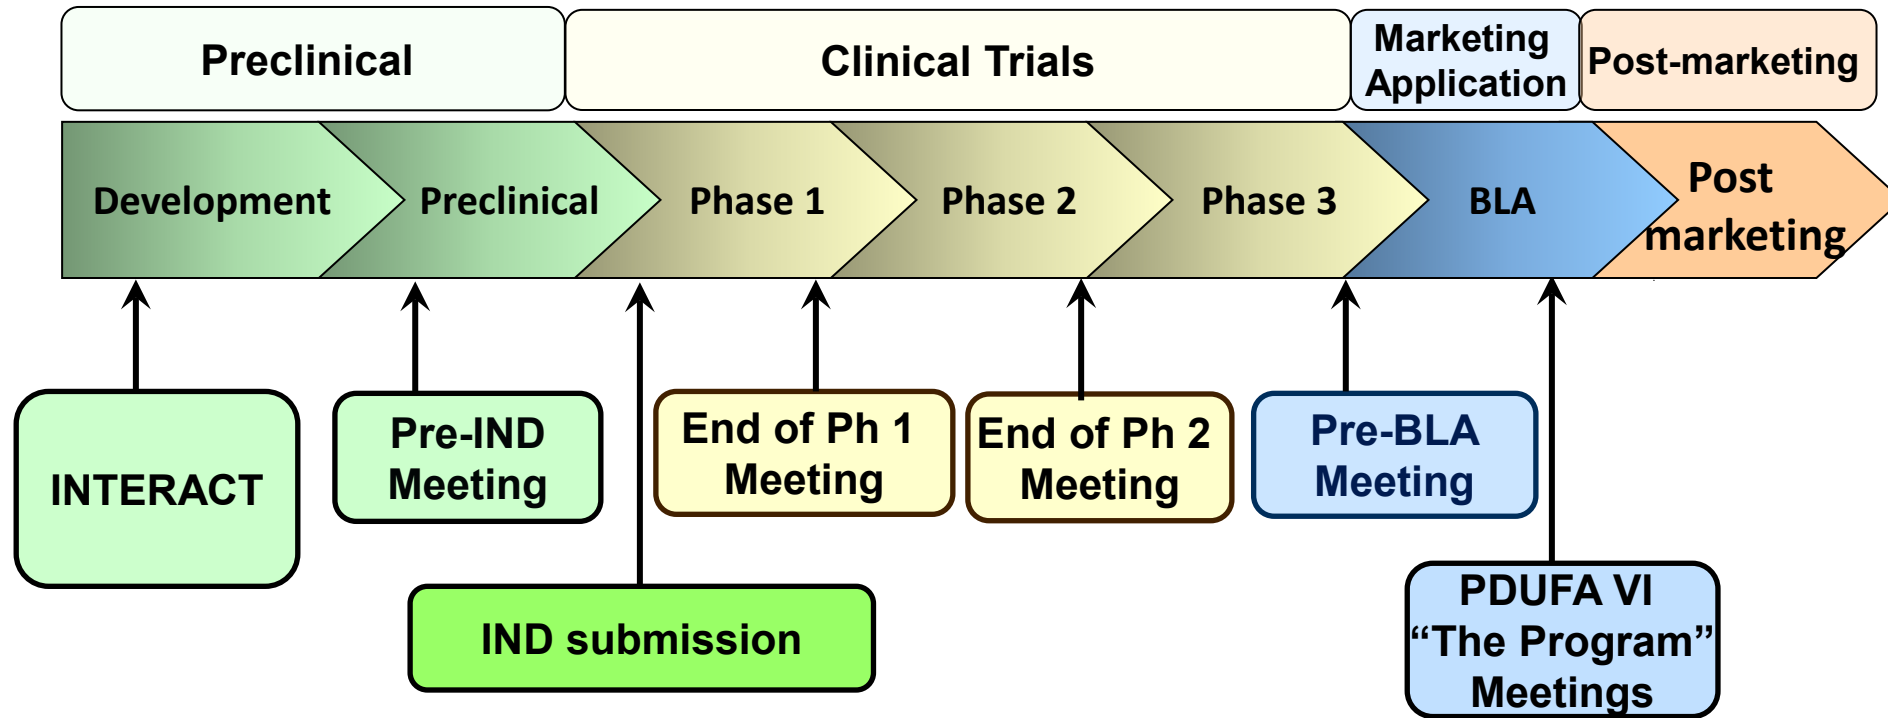 Preclinical
Clinical Trials
Marketing
Application
Post-marketing
Development
Preclinical
Phase 1
Phase 2
Phase 3
BLA
Post
marketing
INTERACT
Pre-IND
Meeting
End of Ph 1
Meeting
End of Ph 2
Meeting
Pre-BLA
Meeting
IND submission
PDUFA VI
“The Program”
Meetings